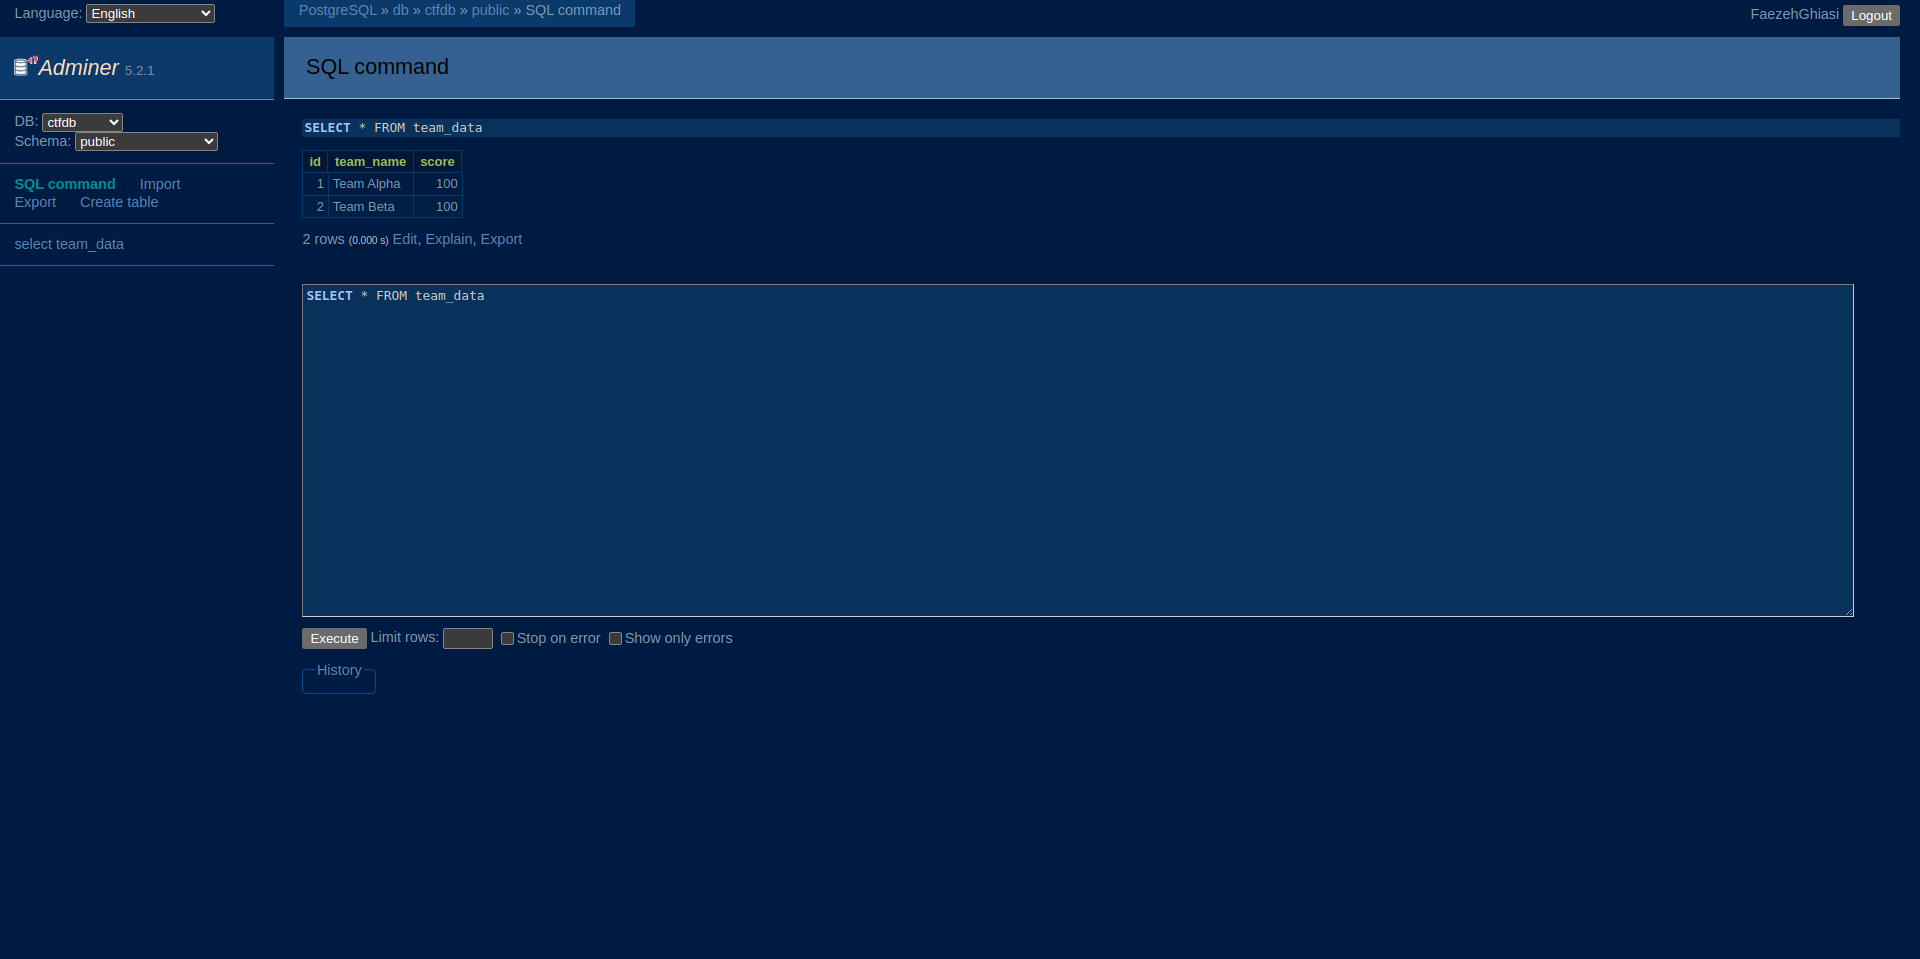 Language: English
PostgreSQL » db » ctfdb » public » SQL command
FaezehGhiasi Logout
Adminer 5.2.1
SQL command
DB: ctfdb
Schema: public
SQL command Import
Export Create table
select team_data
SELECT * FROM team_data
id team_name score
1 Team Alpha 100
2 Team Beta 100
2 rows (0.000 s) Edit, Explain, Export
SELECT * FROM team_data
Execute Limit rows: Stop on error Show only errors
History